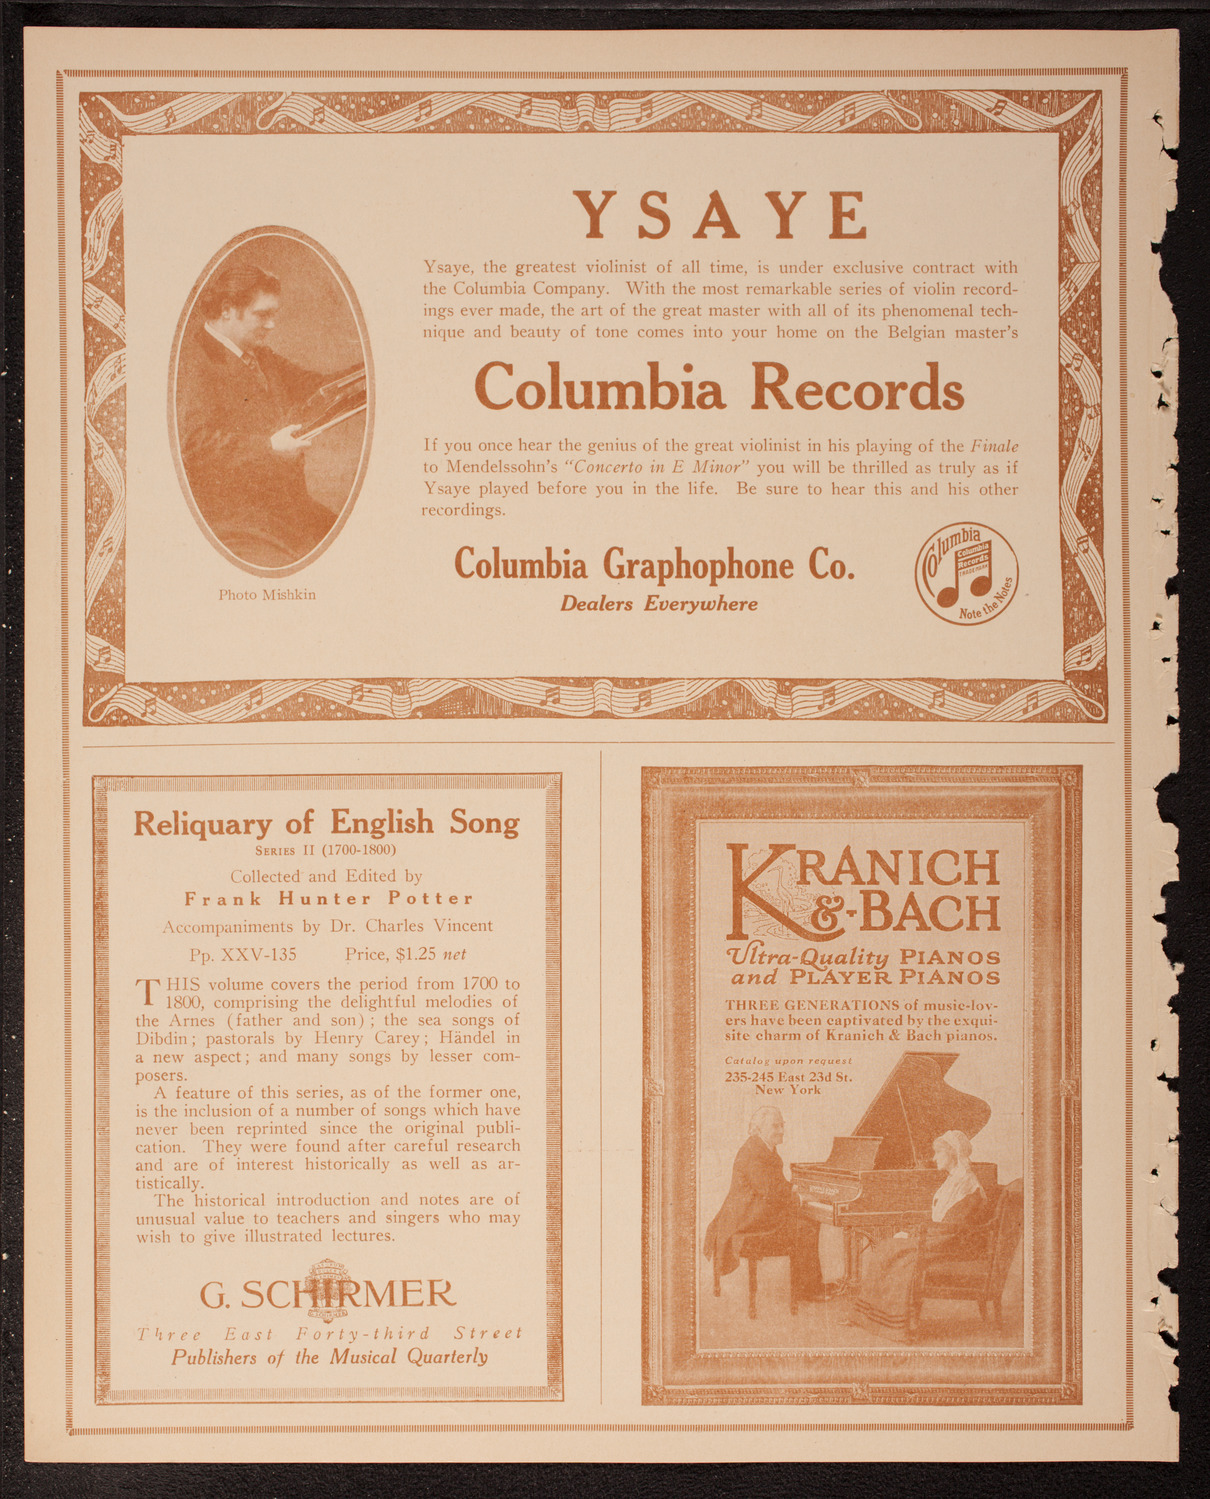 YSAYE
Ysaye, the greatest violinist of all time, is under exclusive contract with
the Columbia Company. With the most remarkable series of violin record-
ings ever made, the art of the great master with all of its phenomenal tech-
nique and beauty of tone comes into your home on the Belgian master's
Columbia Records
If you once hear the genius of the great violinist in his playing of the Finale
to Mendelssohn's "Concerto in E Minor" you will be thrilled as truly as if
Ysaye played before you in the life. Be sure to hear this and his other
recordings.
Columbia Graphophone Co.
Dealers Everywhere
Columbia
Columbia
Records
TRADE MARK
Note the Notes
Photo Mishkin
Reliquary of English Song
SERIES II (1700-1800)
Collected and Edited by
Frank Hunter Potter
Accompaniments by Dr. Charles Vincent
Pp. XXV-135 Price, $1.25 net
THIS volume covers the period from 1700 to
1800, comprising the delightful melodies of
the Arnes (father and son); the sea songs of
Dibdin; pastorals by Henry Carey; Händel in
a new aspect; and many songs by lesser com-
posers.
A feature of this series, as of the former one,
is the inclusion of a number of songs which have
never been reprinted since the original publi-
cation. They were found after careful research
and are of interest historically as well as ar-
tistically.
The historical introduction and notes are of
unusual value to teachers and singers who may
wish to give illustrated lectures.
G. SCHIRMER
Three East Forty-third Street
Publishers of the Musical Quarterly
KRANICH
&-BACH
Ultra-Quality PIANOS
and PLAYER PIANOS
THREE GENERATIONS of music-lov-
ers have been captivated by the exqui-
site charm of Kranich & Bach pianos.
Catalog upon request
235-245 East 23d St.
New York